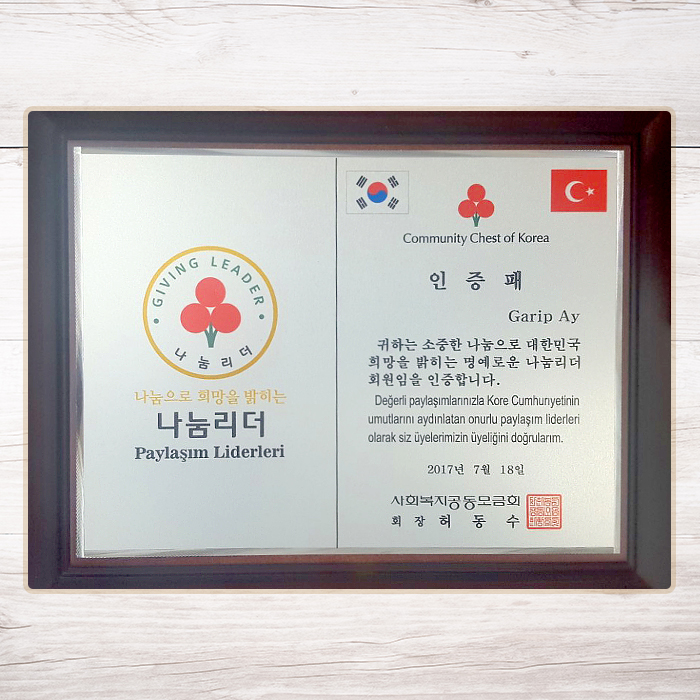 GIVING LEADER
나눔리더
나눔으로 희망을 밝히는
나눔리더
Paylaşım Liderleri
Community Chest of Korea
인 증 패
Garip Ay
귀하는 소중한 나눔으로 대한민국
희망을 밝히는 명예로운 나눔리더
회원임을 인증합니다.
Değerli paylaşımlarınızla Kore Cumhurıyetinin
umutlarını aydınlatan onurlu paylaşım liderleri
olarak siz üyelerimizin üyeliğini doğrularım.
2017년 7월 18일
사회복지공동모금회
회 장 허 동 수